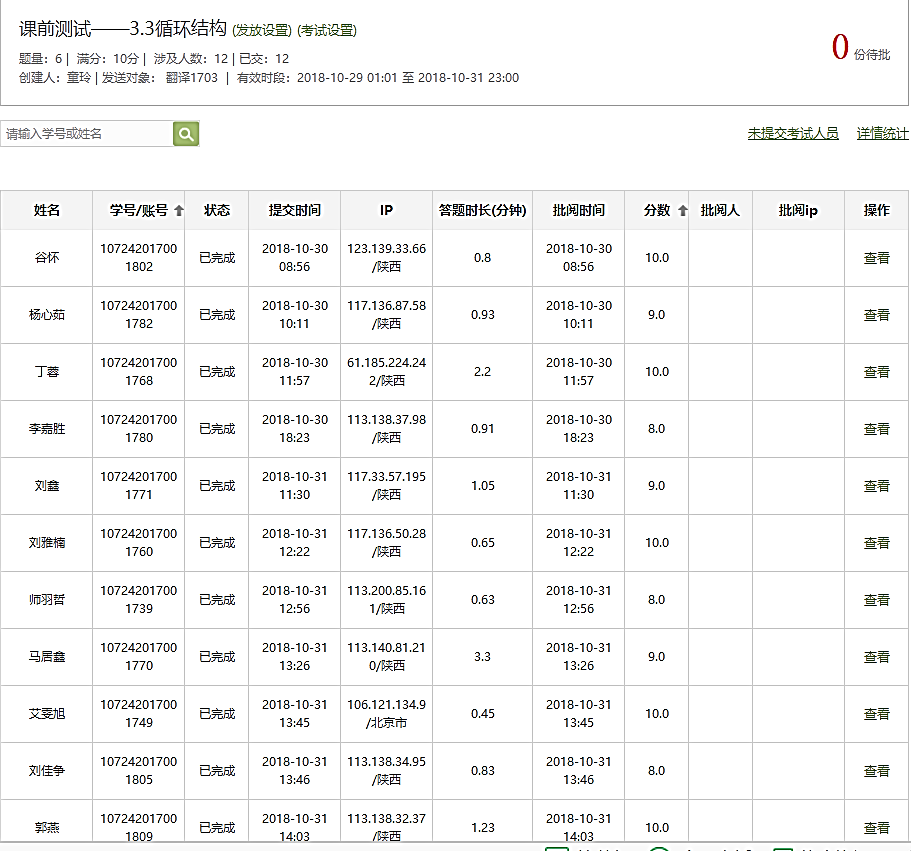 课前测试——3.3循环结构 (发放设置) (考试设置)
题量：6 | 满分：10分 | 涉及人数：12 | 已交：12
创建人：童玲 | 发送对象： 翻译1703 | 有效时段：2018-10-29 01:01 至 2018-10-31 23:00
0 份待批
请输入学号或姓名
未提交考试人员 详情统计
姓名 学号/账号 状态 提交时间 IP 答题时长(分钟) 批阅时间 分数 批阅人 批阅ip 操作
谷怀 107242017001802 已完成 2018-10-30 08:56 123.139.33.66/陕西 0.8 2018-10-30 08:56 10.0 查看
杨心茹 107242017001782 已完成 2018-10-30 10:11 117.136.87.58/陕西 0.93 2018-10-30 10:11 9.0 查看
丁蓉 107242017001768 已完成 2018-10-30 11:57 61.185.224.242/陕西 2.2 2018-10-30 11:57 10.0 查看
李嘉胜 107242017001780 已完成 2018-10-30 18:23 113.138.37.98/陕西 0.91 2018-10-30 18:23 8.0 查看
刘鑫 107242017001771 已完成 2018-10-31 11:30 117.33.57.195/陕西 1.05 2018-10-31 11:30 9.0 查看
刘雅楠 107242017001760 已完成 2018-10-31 12:22 117.136.50.28/陕西 0.65 2018-10-31 12:22 10.0 查看
师羽哲 107242017001739 已完成 2018-10-31 12:56 113.200.85.161/陕西 0.63 2018-10-31 12:56 8.0 查看
马居鑫 107242017001770 已完成 2018-10-31 13:26 113.140.81.210/陕西 3.3 2018-10-31 13:26 9.0 查看
艾雯旭 107242017001749 已完成 2018-10-31 13:45 106.121.134.9/北京市 0.45 2018-10-31 13:45 10.0 查看
刘佳争 107242017001805 已完成 2018-10-31 13:46 113.138.34.95/陕西 0.83 2018-10-31 13:46 8.0 查看
郭燕 107242017001809 已完成 2018-10-31 14:03 113.138.32.37/陕西 1.23 2018-10-31 14:03 10.0 查看